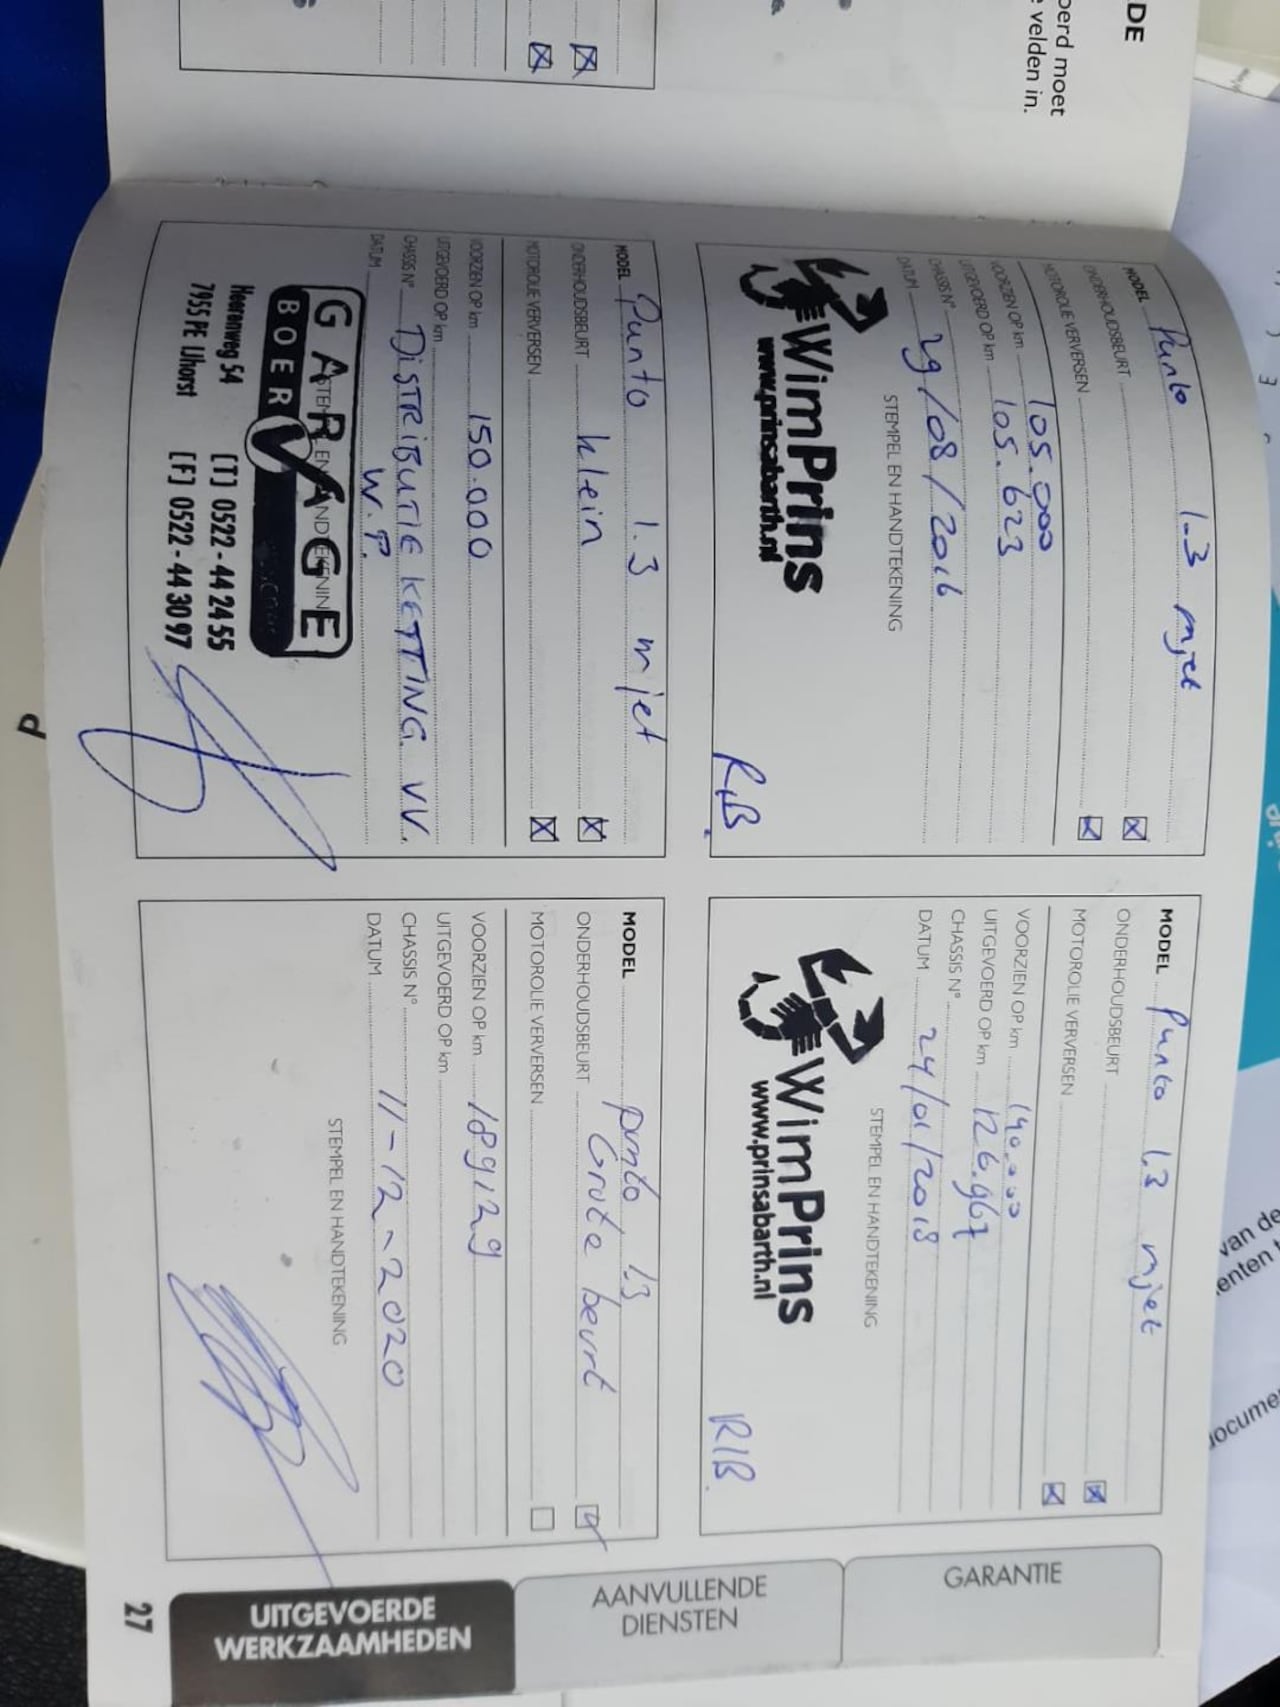 DE
oerd moet
velden in.
MODEL Punto 1.3 mjet
ONDERHOUDSBEURT
MOTOROLIE VERVERSEN
VOORZIEN OP km 105.000
UITGEVOERD OP km 105.623
CHASSIS N°
DATUM 29/08/2016
STEMPEL EN HANDTEKENING
WimPrins
www.prinsabarth.nl
RIB.
MODEL Punto 1.3 mjet
ONDERHOUDSBEURT
MOTOROLIE VERVERSEN
VOORZIEN OP km 140.000
UITGEVOERD OP km 126.967
CHASSIS N°
DATUM 24/01/2018
STEMPEL EN HANDTEKENING
WimPrins
www.prinsabarth.nl
RIB.
MODEL Punto 1.3 mjet
ONDERHOUDSBEURT klein
MOTOROLIE VERVERSEN
VOORZIEN OP km 150.000
UITGEVOERD OP km
CHASSIS N° DISTRIBUTIE KETTING VV.
DATUM W.P.
GARAGE
BOER
Heerenweg 54 [T] 0522-44 24 55
7955 PE IJhorst [F] 0522-44 30 97
MODEL punto 1.3
ONDERHOUDSBEURT Grote beurt
MOTOROLIE VERVERSEN
VOORZIEN OP km 189129
UITGEVOERD OP km
CHASSIS N°
DATUM 11-12-2020
STEMPEL EN HANDTEKENING
GARANTIE
AANVULLENDE
DIENSTEN
UITGEVOERDE
WERKZAAMHEDEN
27
van de
enten